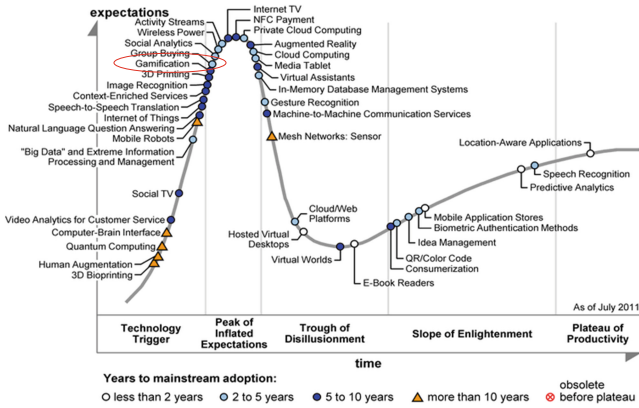 expectations
Internet TV
NFC Payment
Activity Streams
Private Cloud Computing
Wireless Power
Augmented Reality
Social Analytics
Cloud Computing
Group Buying
Media Tablet
Gamification
Virtual Assistants
3D Printing
In-Memory Database Management Systems
Image Recognition
Context-Enriched Services
Gesture Recognition
Speech-to-Speech Translation
Machine-to-Machine Communication Services
Internet of Things
Natural Language Question Answering
Mesh Networks: Sensor
Mobile Robots
Location-Aware Applications
"Big Data" and Extreme Information
Processing and Management
Speech Recognition
Predictive Analytics
Social TV
Cloud/Web
Platforms
Mobile Application Stores
Video Analytics for Customer Service
Biometric Authentication Methods
Computer-Brain Interface
Hosted Virtual
Desktops
Idea Management
Quantum Computing
Virtual Worlds
QR/Color Code
Human Augmentation
Consumerization
3D Bioprinting
E-Book Readers
As of July 2011
Technology
Trigger
Peak of
Inflated
Expectations
Trough of
Disillusionment
Slope of Enlightenment
Plateau of
Productivity
time
Years to mainstream adoption:
less than 2 years
2 to 5 years
5 to 10 years
more than 10 years
obsolete
before plateau